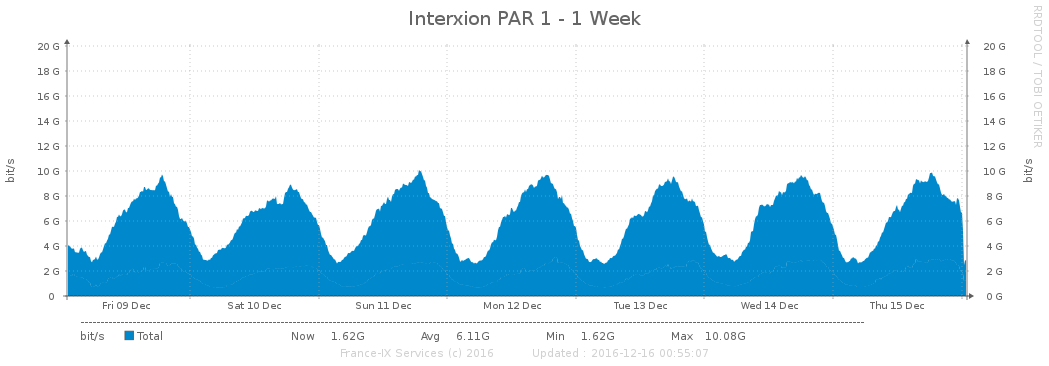 Interxion PAR 1 - 1 Week
RRDTOOL / TOBI OETIKER
bit/s
bit/s
20 G 20 G
18 G 18 G
16 G 16 G
14 G 14 G
12 G 12 G
10 G 10 G
8 G 8 G
6 G 6 G
4 G 4 G
2 G 2 G
0 0 G
Fri 09 Dec Sat 10 Dec Sun 11 Dec Mon 12 Dec Tue 13 Dec Wed 14 Dec Thu 15 Dec
bit/s Total Now 1.62G Avg 6.11G Min 1.62G Max 10.08G
France-IX Services (c) 2016 Updated : 2016-12-16 00:55:07